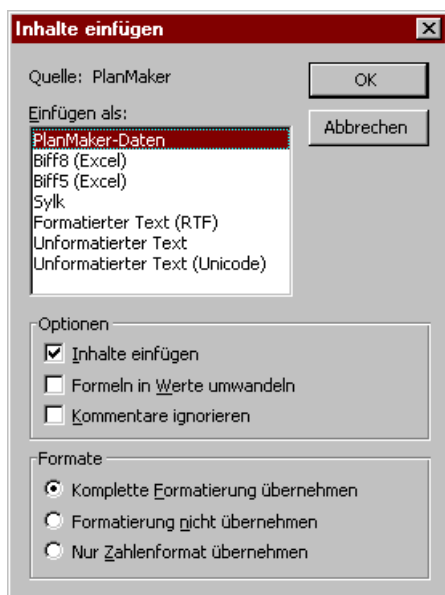 Inhalte einfügen
Quelle: PlanMaker
OK
Einfügen als:
Abbrechen
PlanMaker-Daten
Biff8 (Excel)
Biff5 (Excel)
Sylk
Formatierter Text (RTF)
Unformatierter Text
Unformatierter Text (Unicode)
Optionen
Inhalte einfügen
Formeln in Werte umwandeln
Kommentare ignorieren
Formate
Komplette Formatierung übernehmen
Formatierung nicht übernehmen
Nur Zahlenformat übernehmen